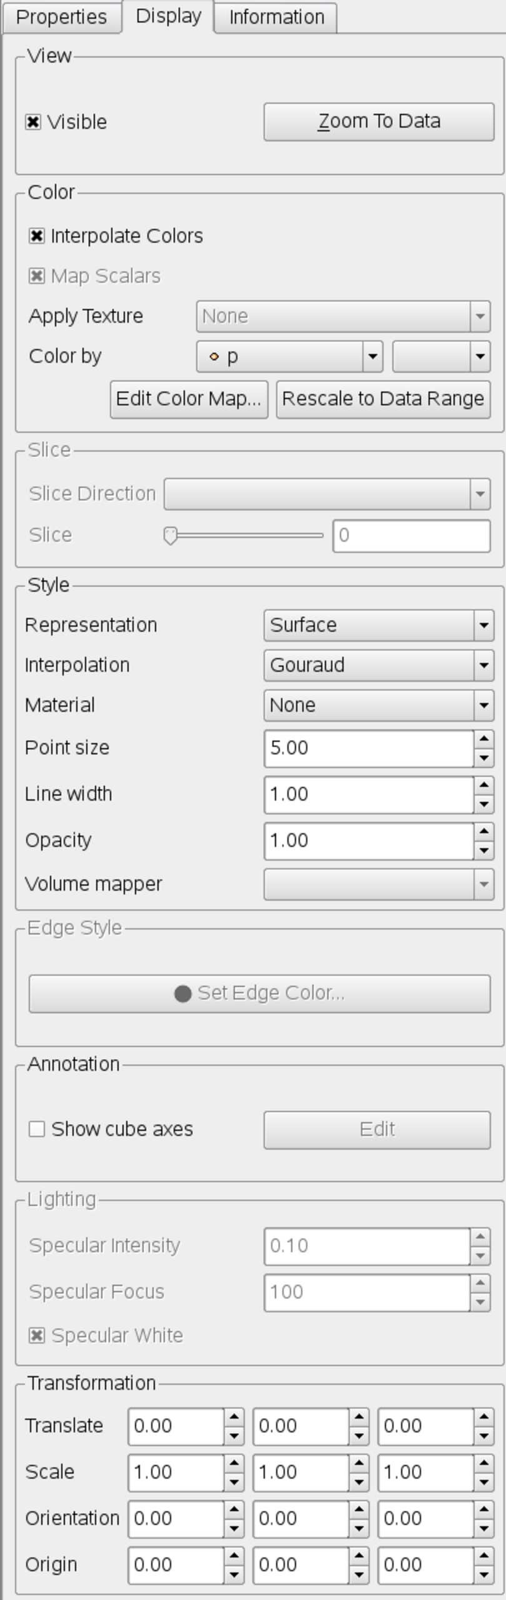 Properties Display Information
View
Visible Zoom To Data
Color
Interpolate Colors
Map Scalars
Apply Texture None
Color by p
Edit Color Map... Rescale to Data Range
Slice
Slice Direction
Slice 0
Style
Representation Surface
Interpolation Gouraud
Material None
Point size 5.00
Line width 1.00
Opacity 1.00
Volume mapper
Edge Style
Set Edge Color...
Annotation
Show cube axes Edit
Lighting
Specular Intensity 0.10
Specular Focus 100
Specular White
Transformation
Translate 0.00 0.00 0.00
Scale 1.00 1.00 1.00
Orientation 0.00 0.00 0.00
Origin 0.00 0.00 0.00